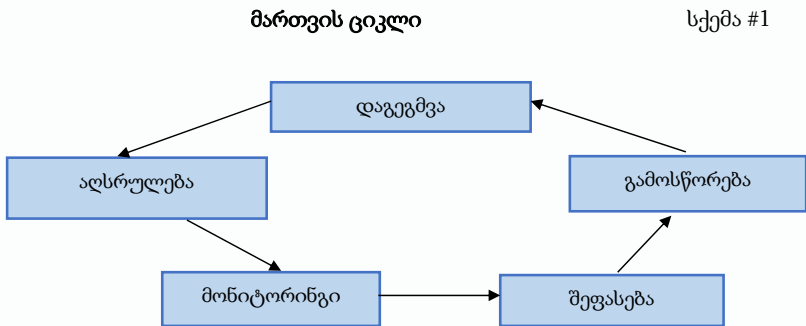 მართვის ციკლი სქემა #1
დაგეგმვა
აღსრულება
გამოსწორება
მონიტორინგი
შეფასება